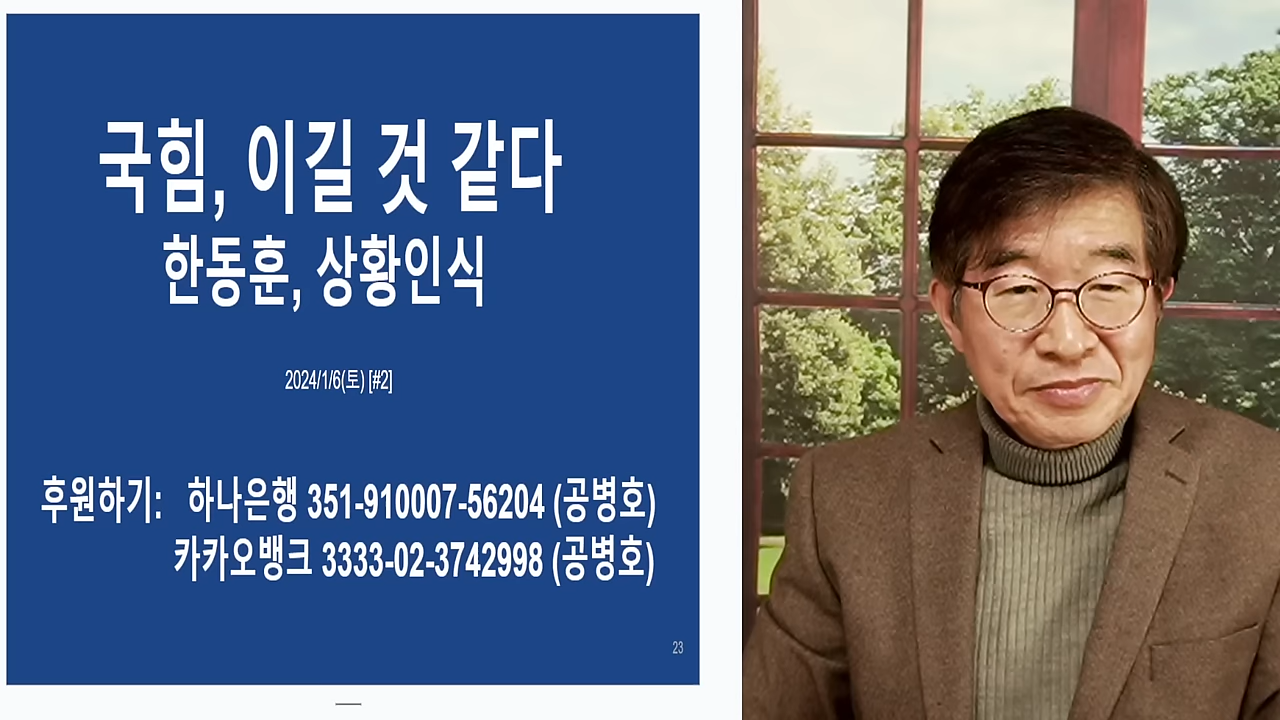 국힘, 이길 것 같다
한동훈, 상황인식
2024/1/6(토) [#2]
후원하기: 하나은행 351-910007-56204 (공병호)
카카오뱅크 3333-02-3742998 (공병호)
23